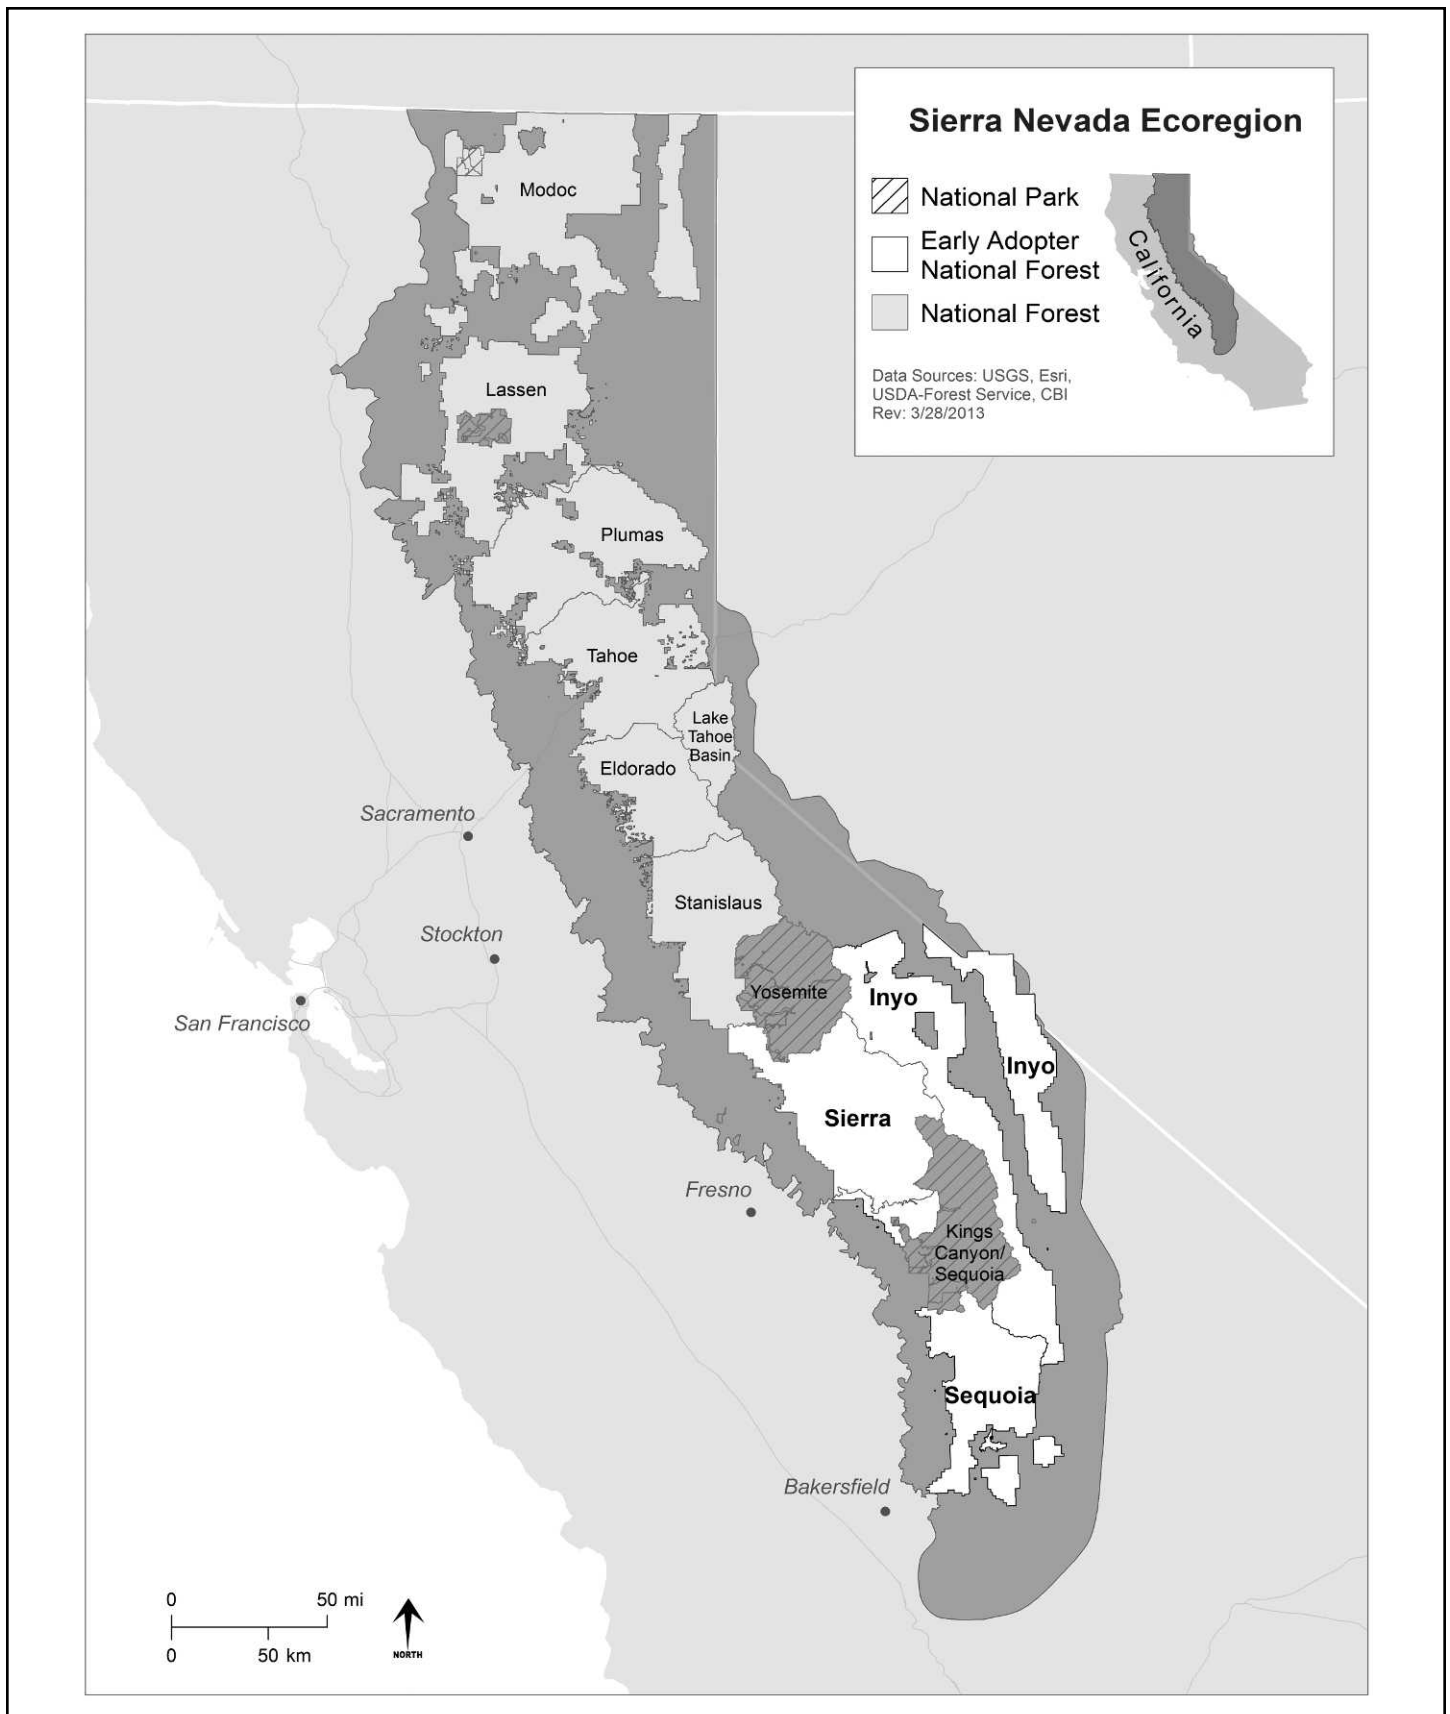 Sierra Nevada Ecoregion
National Park
Early Adopter
National Forest
National Forest
California
Data Sources: USGS, Esri,
USDA-Forest Service, CBI
Rev: 3/28/2013
Modoc
Lassen
Plumas
Tahoe
Lake
Tahoe
Basin
Eldorado
Sacramento
Stanislaus
Stockton
Yosemite
Inyo
San Francisco
Inyo
Sierra
Fresno
Kings
Canyon/
Sequoia
Sequoia
Bakersfield
0 50 mi
0 50 km
NORTH